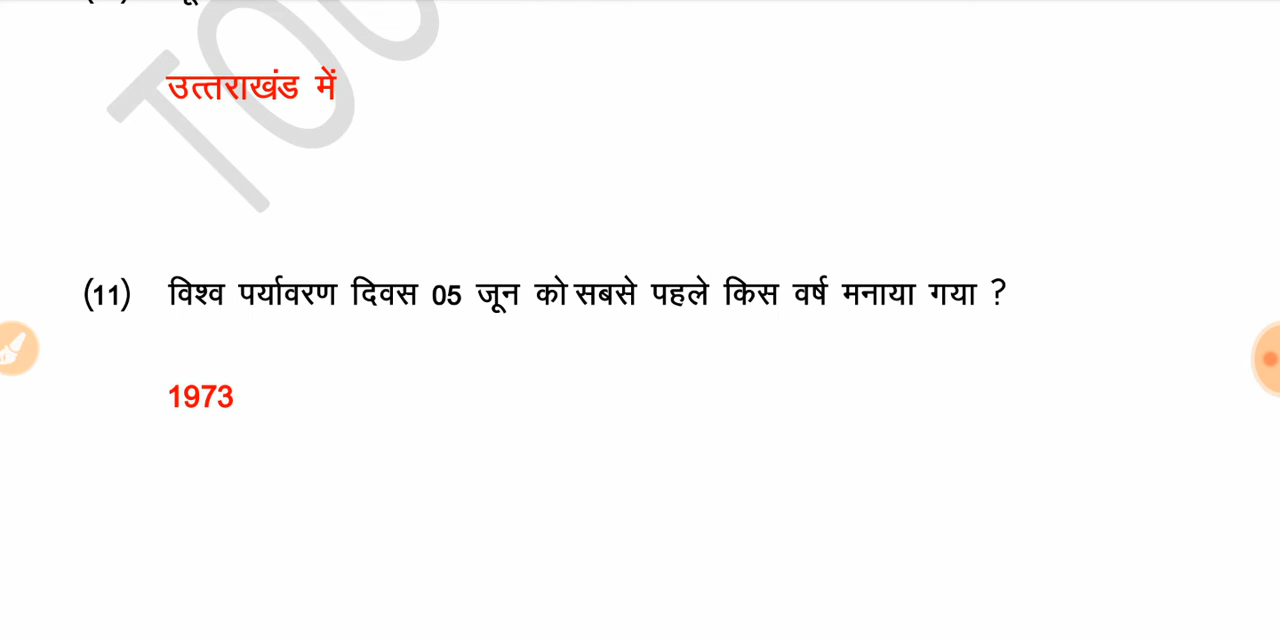 उत्तराखंड में
(11) विश्व पर्यावरण दिवस 05 जून को सबसे पहले किस वर्ष मनाया गया ?
1973